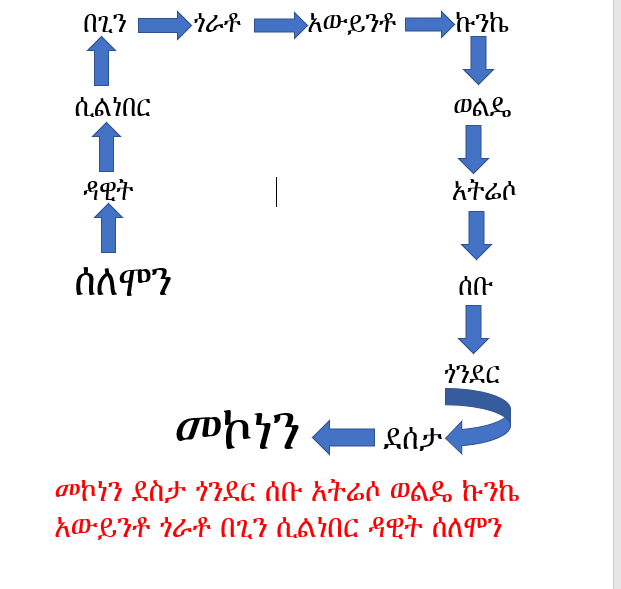 በጊን ጎራቶ አውይንቶ ኩንኬ
ሲልነበር ወልዴ
ዳዊት አትሬሶ
ሰለሞን ሰቡ
ጎንደር
መኮነን ደሰታ
መኮነን ደስታ ጎንደር ሰቡ አትሬሶ ወልዴ ኩንኬ
አውይንቶ ጎራቶ በጊን ሲልነበር ዳዊት ሰለሞን